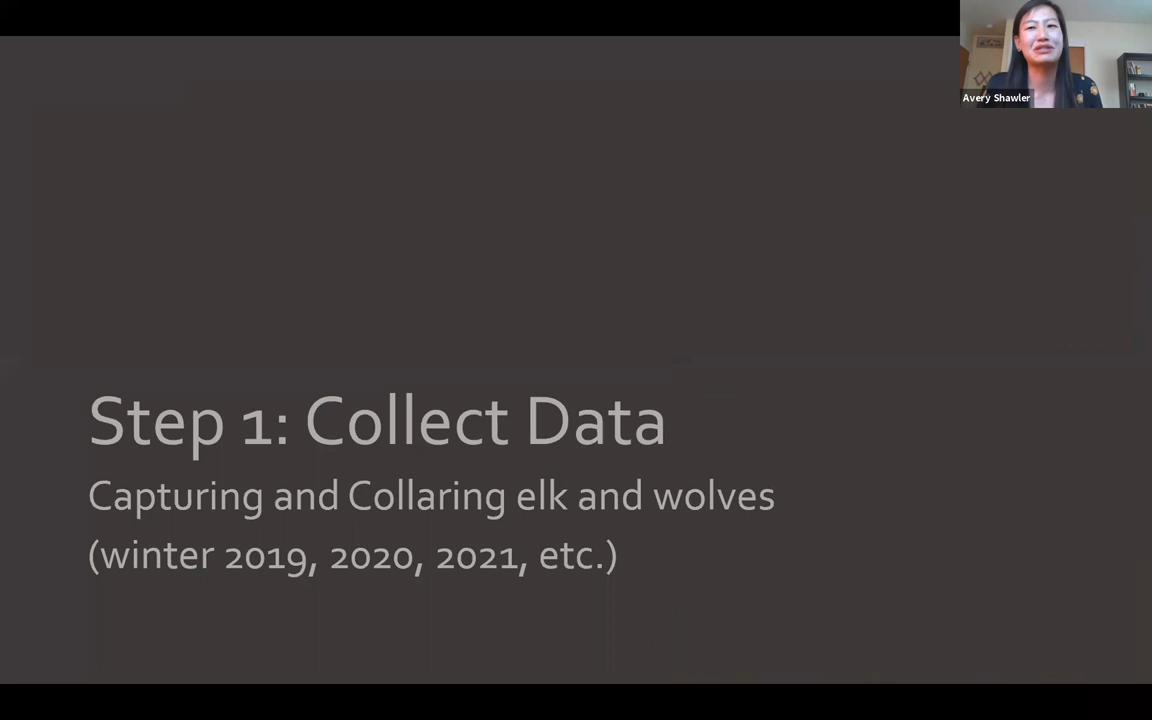 Avery Shawler
Step 1: Collect Data
Capturing and Collaring elk and wolves
(winter 2019, 2020, 2021, etc.)